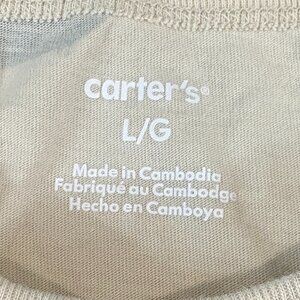 carter's®
L/G
Made in Cambodia
Fabriqué au Cambodge
Hecho en Camboya